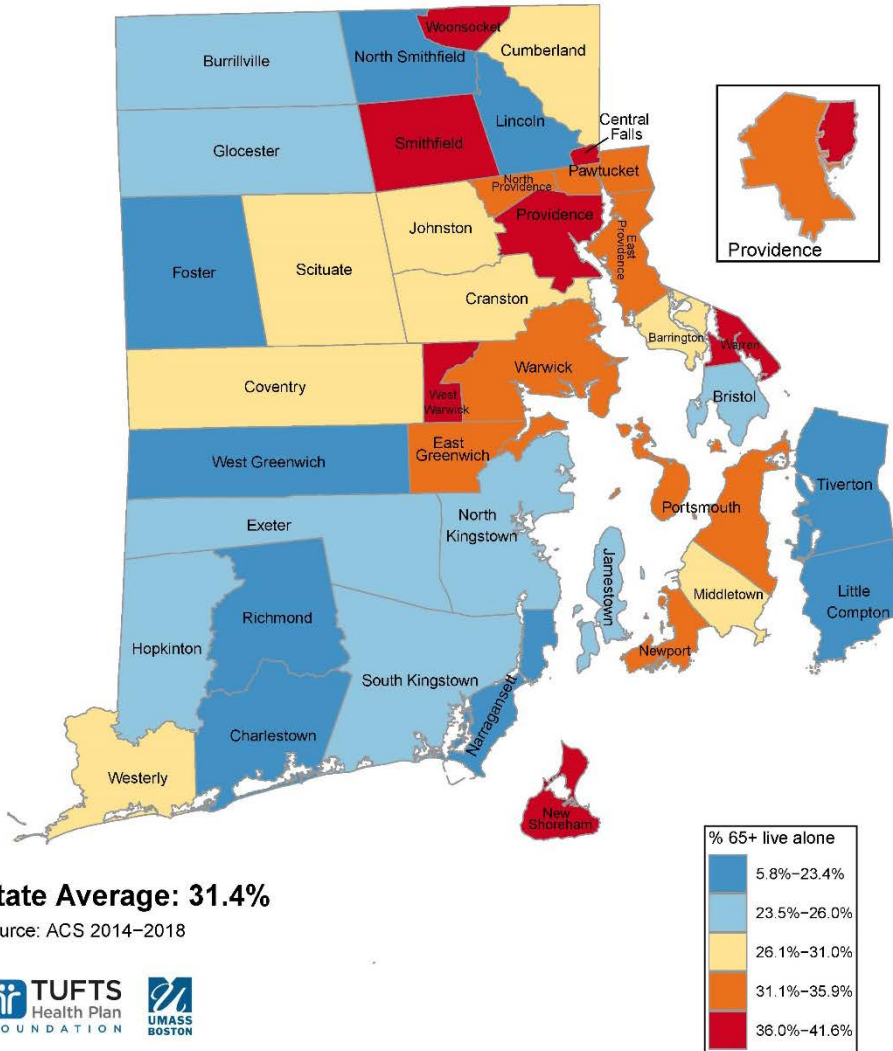 Woonsocket
Burrillville
North Smithfield
Cumberland
Lincoln
Central
Falls
Glocester
Smithfield
North
Providence
Pawtucket
Providence
Providence
Johnston
East
Providence
Foster
Scituate
Cranston
Barrington
Warren
Warwick
Coventry
West
Warwick
Bristol
East
Greenwich
West Greenwich
Tiverton
Portsmouth
North
Kingstown
Exeter
Jamestown
Middletown
Little
Compton
Richmond
Hopkinton
Newport
South Kingstown
Narragansett
Charlestown
Westerly
New
Shoreham
% 65+ live alone
5.8%−23.4%
23.5%−26.0%
26.1%−31.0%
31.1%−35.9%
36.0%−41.6%
tate Average: 31.4%
urce: ACS 2014−2018
TUFTS
Health Plan
OUNDATION
UMASS
BOSTON